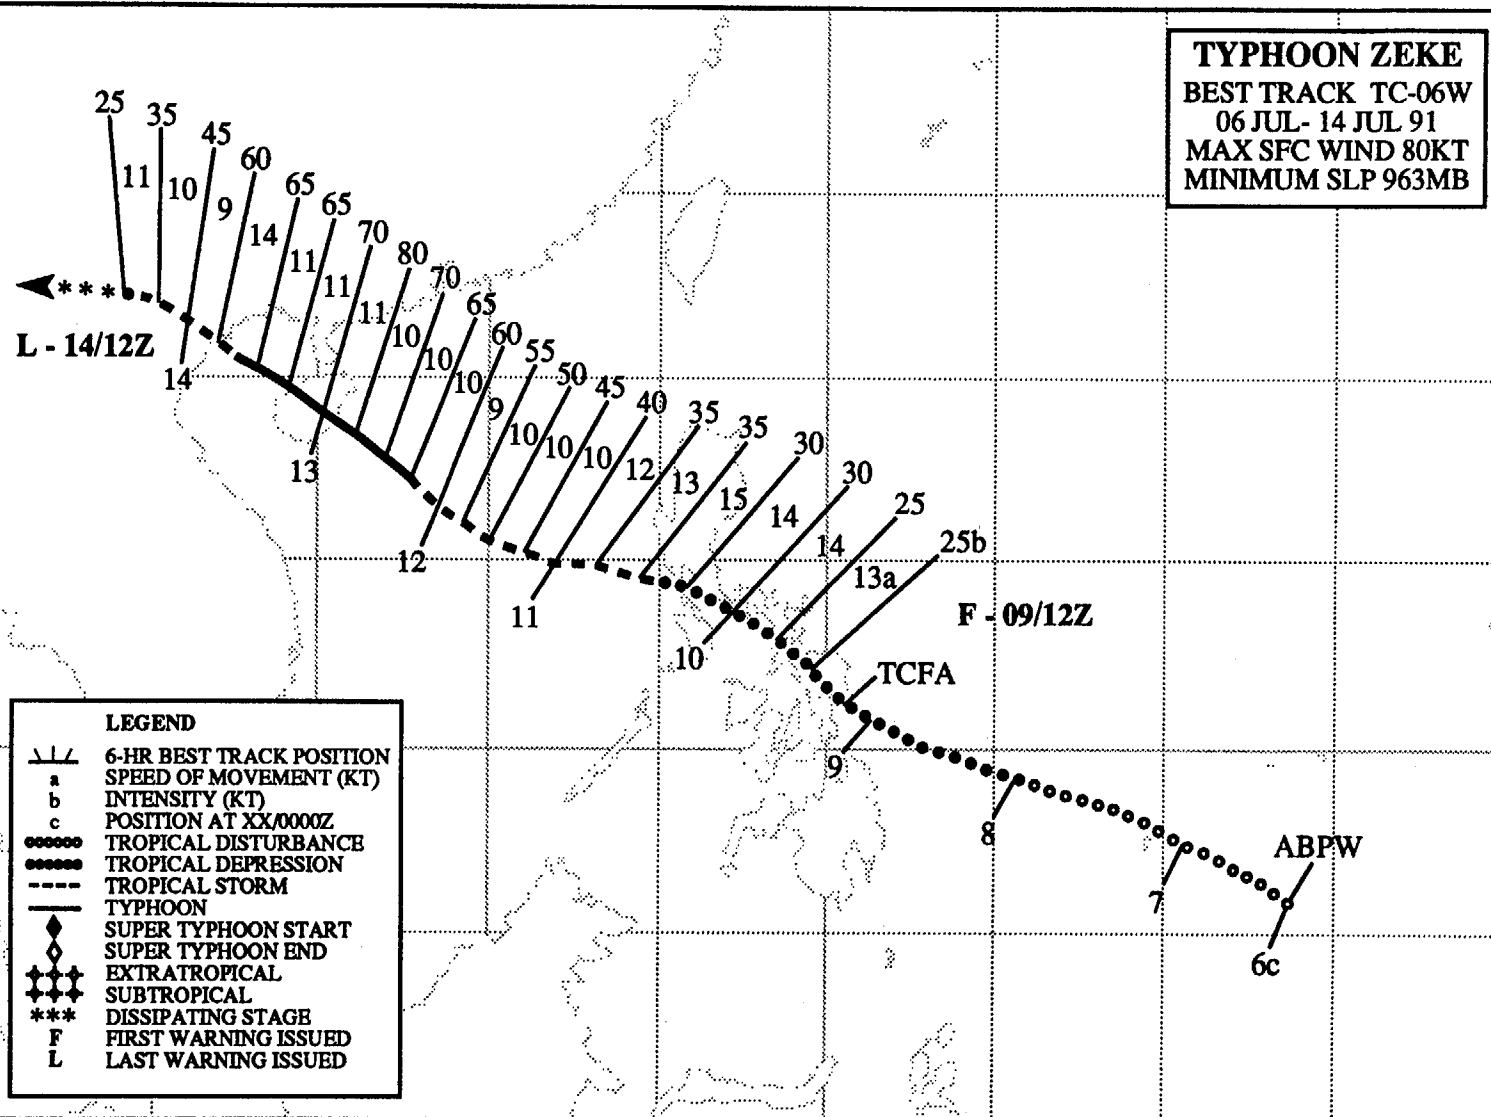 TYPHOON ZEKE
BEST TRACK TC-06W
06 JUL- 14 JUL 91
MAX SFC WIND 80KT
MINIMUM SLP 963MB
25
35
45
60
65
65
70
80
70
65
60
55
50
45
40
35
35
30
30
25
25b
11
10
9
14
11
11
11
10
10
10
9
10
10
10
12
13
15
14
14
13a
L - 14/12Z
14
13
12
11
10
F - 09/12Z
TCFA
9
8
7
ABPW
6c
LEGEND
6-HR BEST TRACK POSITION
a SPEED OF MOVEMENT (KT)
b INTENSITY (KT)
c POSITION AT XX/0000Z
TROPICAL DISTURBANCE
TROPICAL DEPRESSION
TROPICAL STORM
TYPHOON
SUPER TYPHOON START
SUPER TYPHOON END
EXTRATROPICAL
SUBTROPICAL
*** DISSIPATING STAGE
F FIRST WARNING ISSUED
L LAST WARNING ISSUED